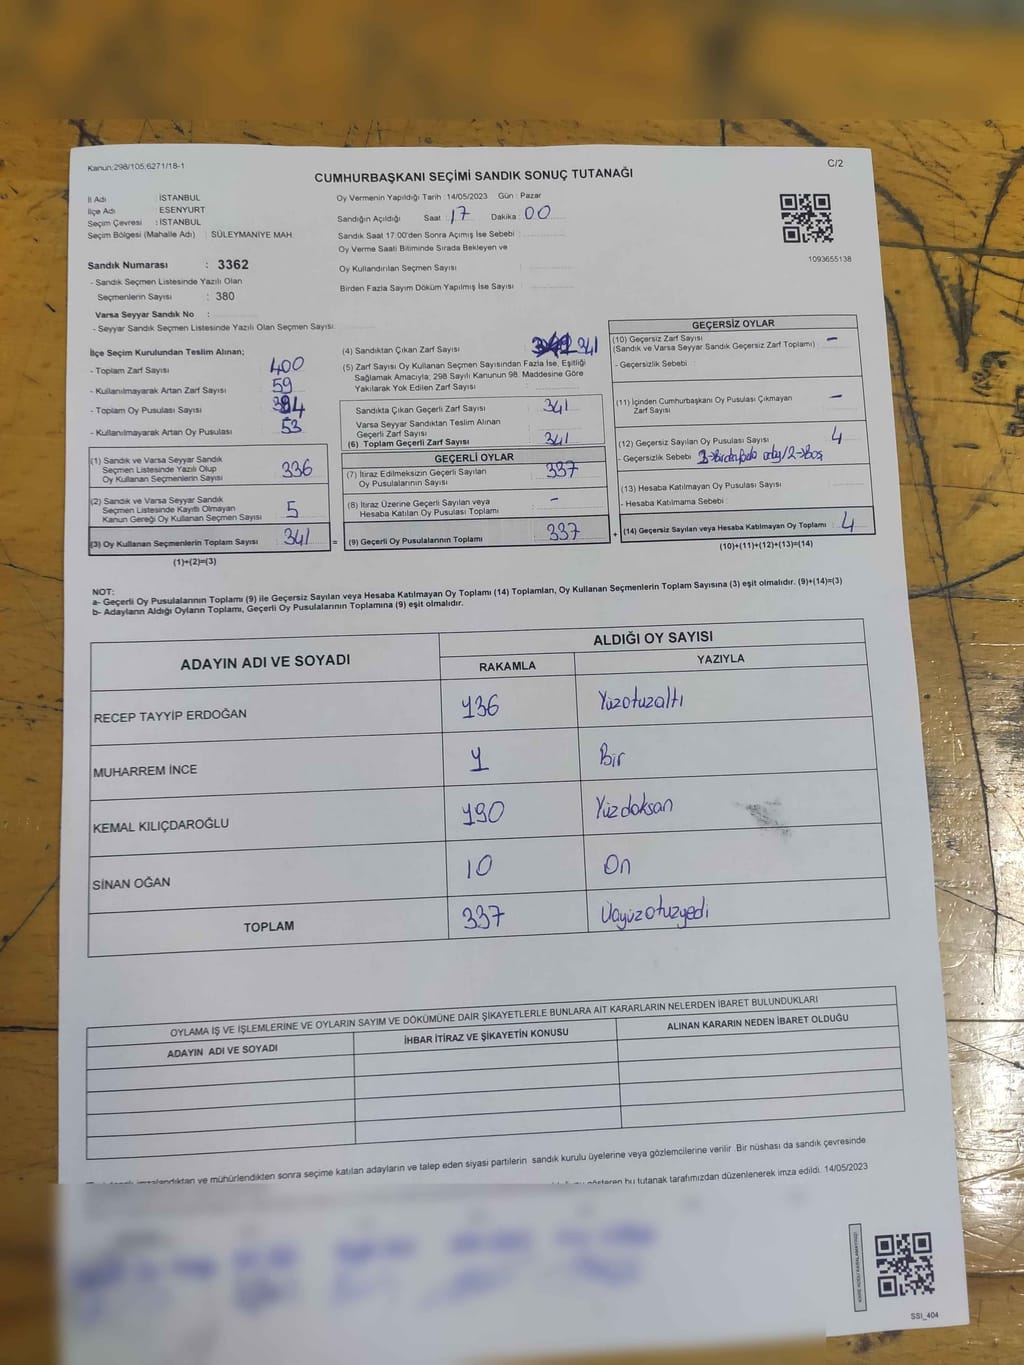 Kanun;298/105;6271/18-1
C/2
CUMHURBAŞKANI SEÇİMİ SANDIK SONUÇ TUTANAĞI
İl Adı : İSTANBUL
İlçe Adı : ESENYURT
Seçim Çevresi : İSTANBUL
Seçim Bölgesi (Mahalle Adı) : SÜLEYMANİYE MAH
Oy Vermenin Yapıldığı Tarih : 14/05/2023 Gün : Pazar
Sandığın Açıldığı Saat : 17 Dakika : 00
Sandık Saat 17:00'den Sonra Açımış İse Sebebi :
Oy Verme Saati Bitiminde Sırada Bekleyen ve
Oy Kullandırılan Seçmen Sayısı :
Birden Fazla Sayım Döküm Yapılmış İse Sayısı :
1093655138
Sandık Numarası : 3362
- Sandık Seçmen Listesinde Yazılı Olan
Seçmenlerin Sayısı : 380
Varsa Seyyar Sandık No :
- Seyyar Sandık Seçmen Listesinde Yazılı Olan Seçmen Sayısı:
İlçe Seçim Kurulundan Teslim Alınan;
- Toplam Zarf Sayısı : 400
- Kullanılmayarak Artan Zarf Sayısı : 59
- Toplam Oy Pusulası Sayısı :
- Kullanılmayarak Artan Oy Pusulası : 53
(1) Sandık ve Varsa Seyyar Sandık
Seçmen Listesinde Yazılı Olup
Oy Kullanan Seçmenlerin Sayısı : 336
(2) Sandık ve Varsa Seyyar Sandık
Seçmen Listesinde Kayıtlı Olmayan
Kanun Gereği Oy Kullanan Seçmen Sayısı : 5
(3) Oy Kullanan Seçmenlerin Toplam Sayısı : 341
(1)+(2)=(3)
(4) Sandıktan Çıkan Zarf Sayısı : 341
(5) Zarf Sayısı Oy Kullanan Seçmen Sayısından Fazla İse, Eşitliği
Sağlamak Amacıyla; 298 Sayılı Kanunun 98. Maddesine Göre
Yakılarak Yok Edilen Zarf Sayısı :
Sandıkta Çıkan Geçerli Zarf Sayısı : 341
Varsa Seyyar Sandıktan Teslim Alınan
Geçerli Zarf Sayısı :
(6) Toplam Geçerli Zarf Sayısı : 341
GEÇERLİ OYLAR
(7) İtiraz Edilmeksizin Geçerli Sayılan
Oy Pusulasının Sayısı : 337
(8) İtiraz Üzerine Geçerli Sayılan veya
Hesaba Katılan Oy Pusulası Toplamı : -
= (9) Geçerli Oy Pusulalarının Toplamı : 337
GEÇERSİZ OYLAR
(10) Geçersiz Zarf Sayısı : -
(Sandık ve Varsa Seyyar Sandık Geçersiz Zarf Toplamı)
- Geçersizlik Sebebi :
(11) İçinden Cumhurbaşkanı Oy Pusulası Çıkmayan
Zarf Sayısı : -
(12) Geçersiz Sayılan Oy Pusulası Sayısı : 4
- Geçersizlik Sebebi /2→Boş
(13) Hesaba Katılmayan Oy Pusulası Sayısı :
- Hesaba Katılmama Sebebi :
+ (14) Geçersiz Sayılan veya Hesaba Katılmayan Oy Toplamı : 4
(10)+(11)+(12)+(13)=(14)
NOT:
a- Geçerli Oy Pusulasının Toplamı (9) ile Geçersiz Sayılan veya Hesaba Katılmayan Oy Toplamı (14) Toplamları, Oy Kullanan Seçmenlerin Toplam Sayısına (3) eşit olmalıdır. (9)+(14)=(3)
b- Adayların Aldığı Oyların Toplamı, Geçerli Oy Pusulalarının Toplamına (9) eşit olmalıdır.
ADAYIN ADI VE SOYADI
ALDIĞI OY SAYISI
RAKAMLA YAZIYLA
RECEP TAYYİP ERDOĞAN 136 Yüzotuzaltı
MUHARREM İNCE 1 Bir
KEMAL KILIÇDAROĞLU 190 Yüzdoksan
SİNAN OĞAN 10 On
TOPLAM 337 Üçyüzotuzyedi
OYLAMA İŞ VE İŞLEMLERİNE VE OYLARIN SAYIM VE DÖKÜMÜNE DAİR ŞİKAYETLERLE BUNLARA AİT KARARLARIN NELERDEN İBARET BULUNDUKLARI
ADAYIN ADI VE SOYADI İHBAR İTİRAZ VE ŞİKAYETİN KONUSU ALINAN KARARIN NEDEN İBARET OLDUĞU
imzalandıktan ve mühürlendikten sonra seçime katılan adayların ve talep eden siyasi partilerin sandık kurulu üyelerine veya gözlemcilerine verilir. Bir nüshası da sandık çevresinde
gösteren bu tutanak tarafımızdan düzenlenerek imza edildi. 14/05/2023
SSI_404